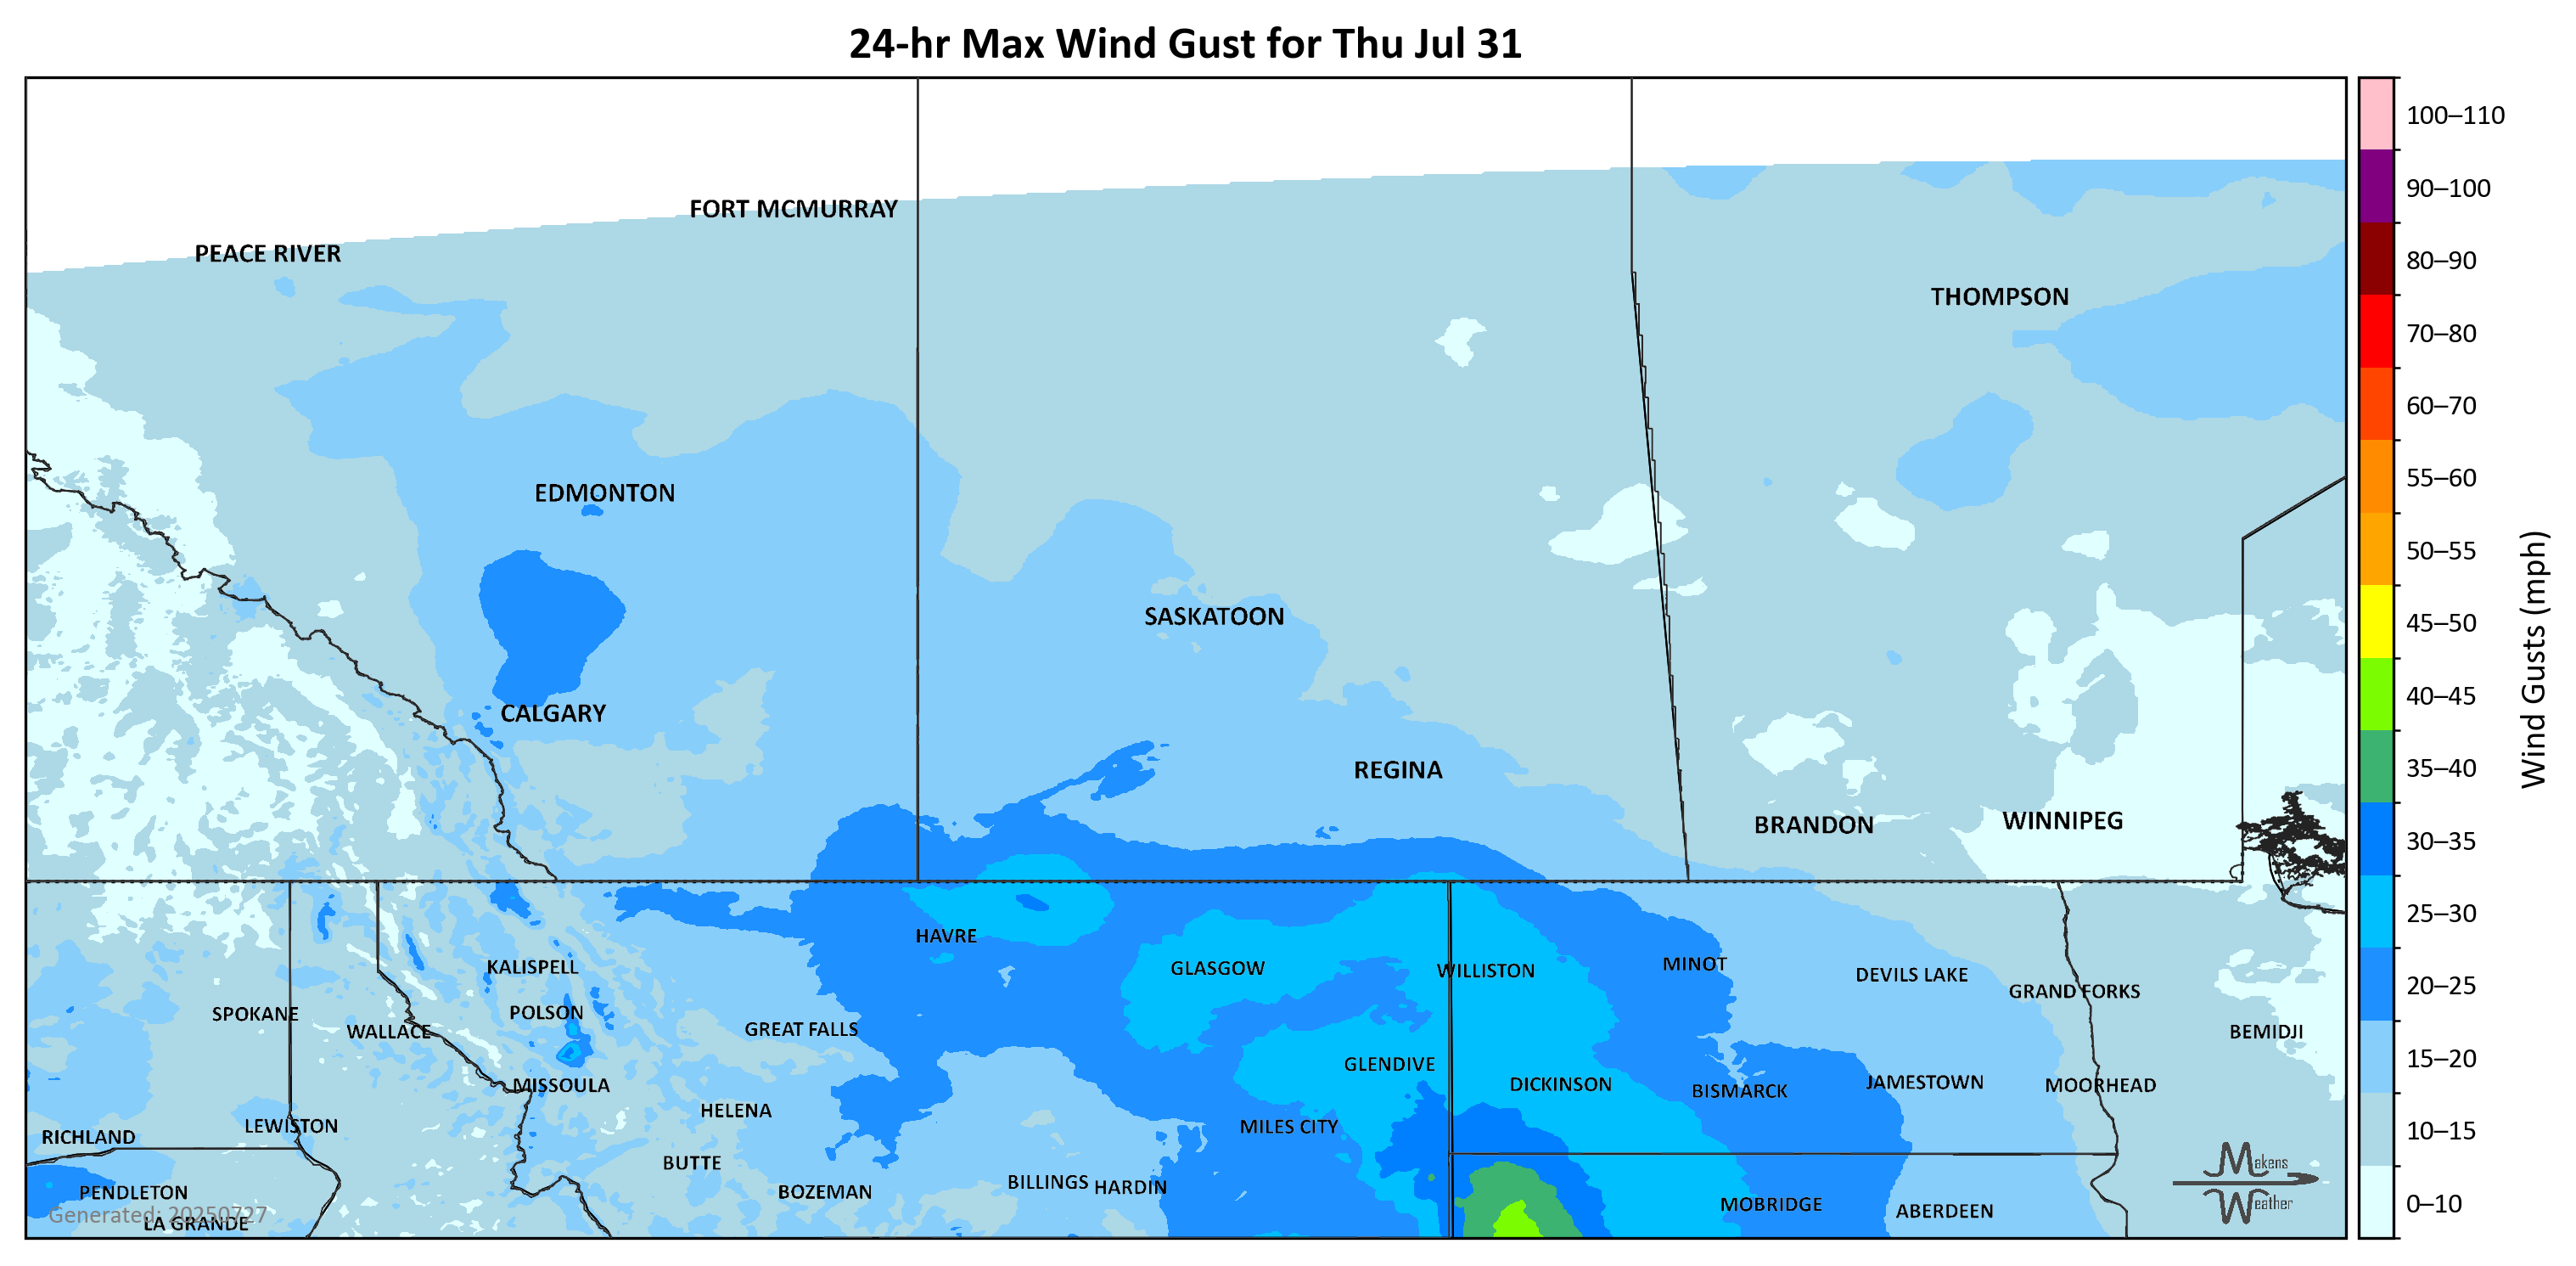 24-hr Max Wind Gust for Thu Jul 31
100–110
90–100
80–90
70–80
60–70
55–60
50–55
45–50
40–45
35–40
30–35
25–30
20–25
15–20
10–15
0–10
Wind Gusts (mph)
FORT MCMURRAY
PEACE RIVER
THOMPSON
EDMONTON
SASKATOON
CALGARY
REGINA
BRANDON
WINNIPEG
HAVRE
KALISPELL
GLASGOW
WILLISTON
MINOT
DEVILS LAKE
GRAND FORKS
SPOKANE
POLSON
WALLACE
GREAT FALLS
BEMIDJI
GLENDIVE
MISSOULA
DICKINSON
BISMARCK
JAMESTOWN
MOORHEAD
HELENA
LEWISTON
MILES CITY
RICHLAND
BUTTE
BILLINGS
HARDIN
BOZEMAN
PENDLETON
MOBRIDGE
ABERDEEN
Generated: 20250727
LA GRANDE
Makens
Weather